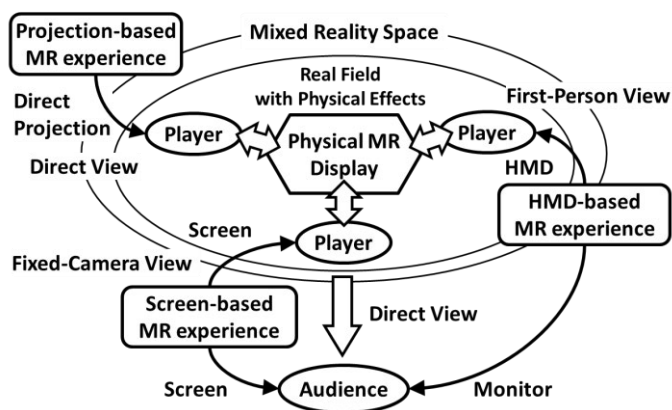 Projection-based
MR experience
Mixed Reality Space
Real Field
with Physical Effects
First-Person View
Direct
Projection
Player
Physical MR
Display
Player
Direct View
HMD
HMD-based
MR experience
Screen
Player
Fixed-Camera View
Screen-based
MR experience
Direct View
Screen
Audience
Monitor